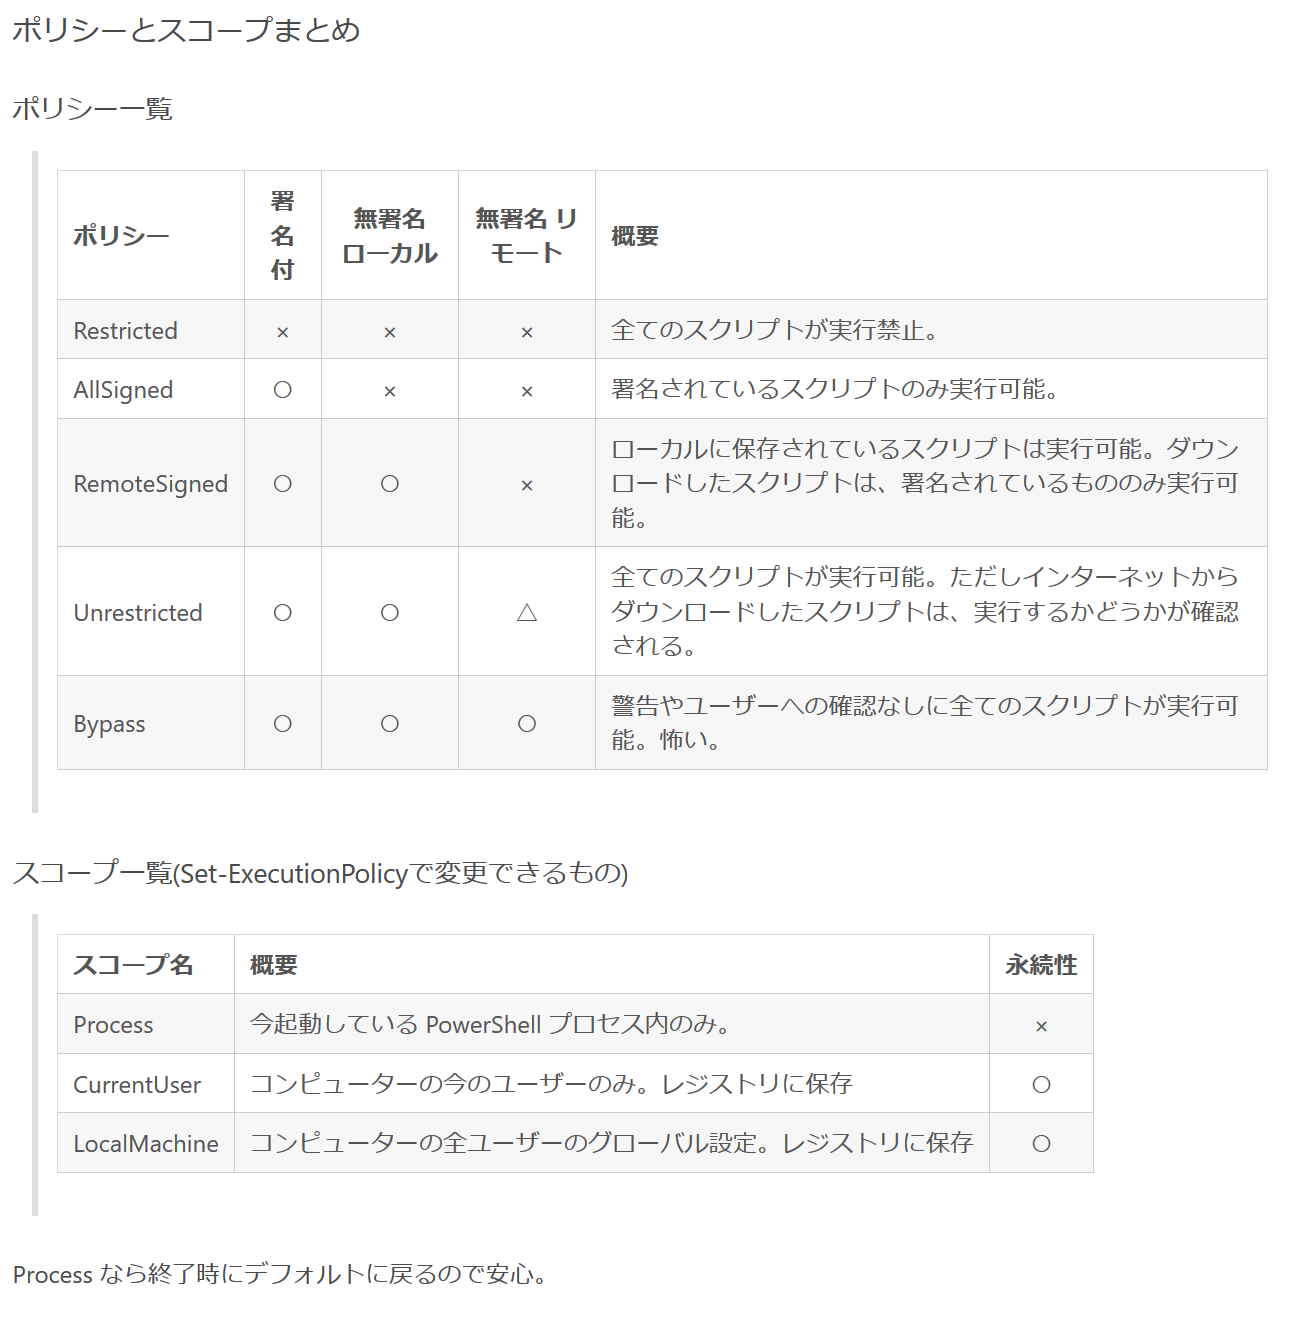 ポリシーとスコープまとめ
ポリシー一覧
ポリシー 署名付 無署名 ローカル 無署名 リモート 概要
Restricted × × × 全てのスクリプトが実行禁止。
AllSigned 〇 × × 署名されているスクリプトのみ実行可能。
RemoteSigned 〇 〇 × ローカルに保存されているスクリプトは実行可能。ダウン
ロードしたスクリプトは、署名されているもののみ実行可
能。
Unrestricted 〇 〇 △ 全てのスクリプトが実行可能。ただしインターネットから
ダウンロードしたスクリプトは、実行するかどうかが確認
される。
Bypass 〇 〇 〇 警告やユーザーへの確認なしに全てのスクリプトが実行可
能。怖い。
スコープ一覧(Set-ExecutionPolicyで変更できるもの)
スコープ名 概要 永続性
Process 今起動している PowerShell プロセス内のみ。 ×
CurrentUser コンピューターの今のユーザーのみ。レジストリに保存 〇
LocalMachine コンピューターの全ユーザーのグローバル設定。レジストリに保存 〇
Process なら終了時にデフォルトに戻るので安心。